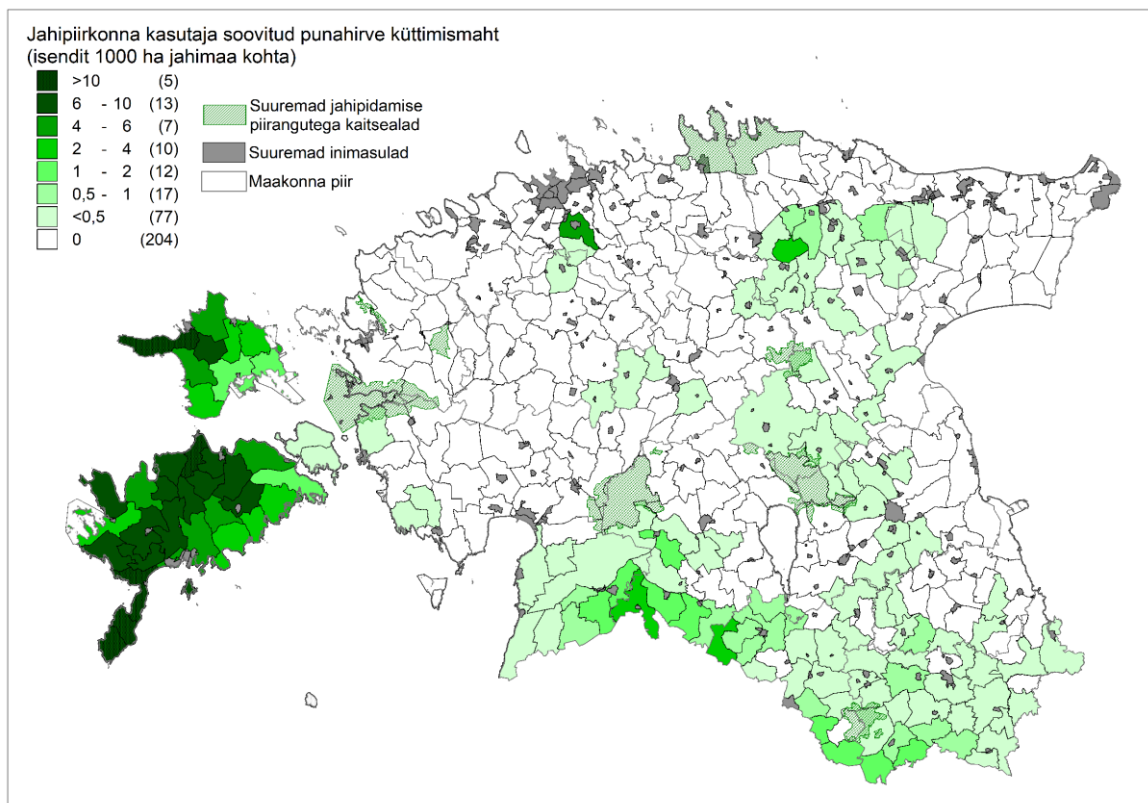 Jahipiirkonna kasutaja soovitud punahirve küttimismaht
(isendit 1000 ha jahimaa kohta)
>10 (5)
6 - 10 (13)
4 - 6 (7)
2 - 4 (10)
1 - 2 (12)
0,5 - 1 (17)
<0,5 (77)
0 (204)
Suuremad jahipidamise
piirangutega kaitsealad
Suuremad inimasulad
Maakonna piir